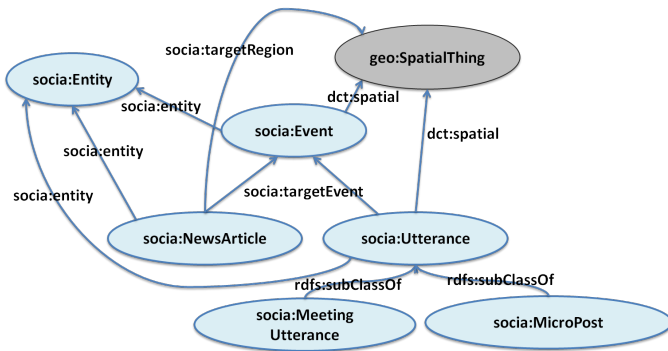 socia:targetRegion
geo:SpatialThing
socia:Entity
dct:spatial
socia:entity
socia:Event
dct:spatial
socia:entity
socia:entity
socia:targetEvent
socia:NewsArticle
socia:Utterance
rdfs:subClassOf
rdfs:subClassOf
socia:Meeting
Utterance
socia:MicroPost